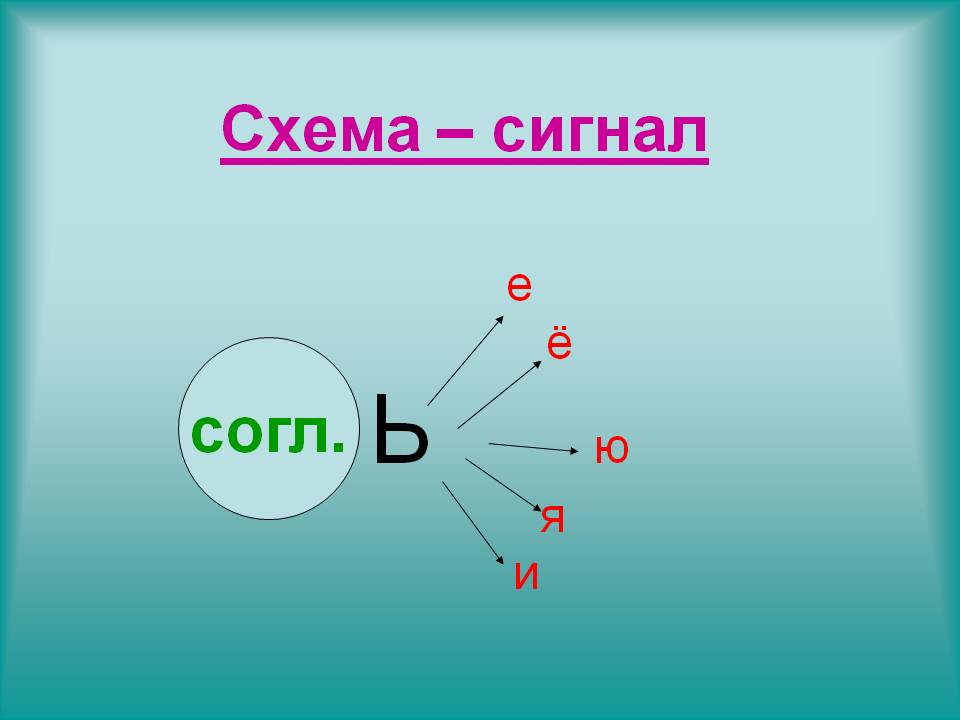 Схема – сигнал
е
ё
согл. Ь
ю
я
и